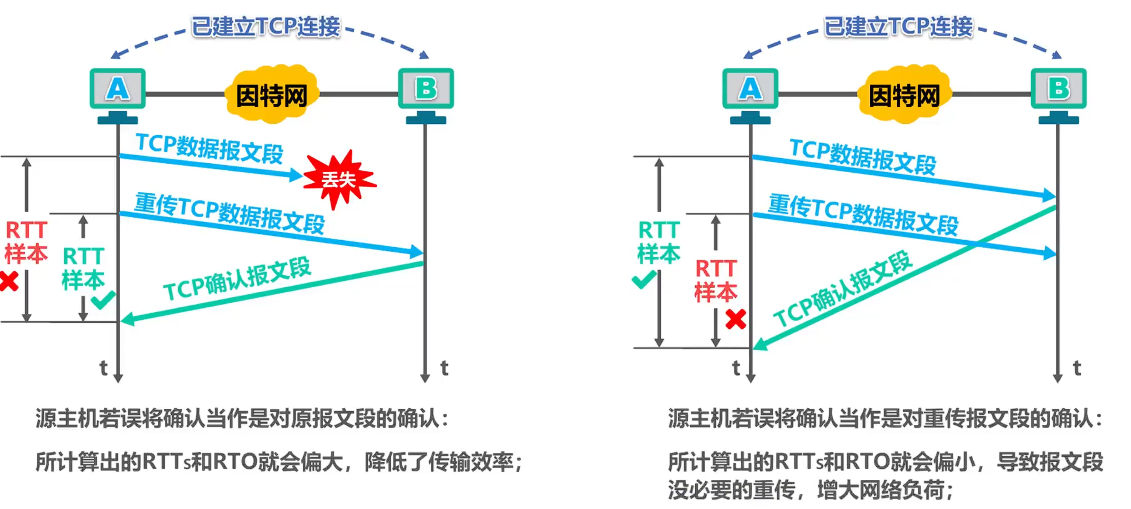 已建立TCP连接
A
因特网
B
TCP数据报文段
丢失
重传TCP数据报文段
RTT
样本
RTT
样本
TCP确认报文段
t
t
源主机若误将确认当作是对原报文段的确认：
所计算出的RTTs和RTO就会偏大，降低了传输效率；
已建立TCP连接
A
因特网
B
TCP数据报文段
重传TCP数据报文段
RTT
样本
RTT
样本
TCP确认报文段
t
t
源主机若误将确认当作是对重传报文段的确认：
所计算出的RTTs和RTO就会偏小，导致报文段
没必要的重传，增大网络负荷；